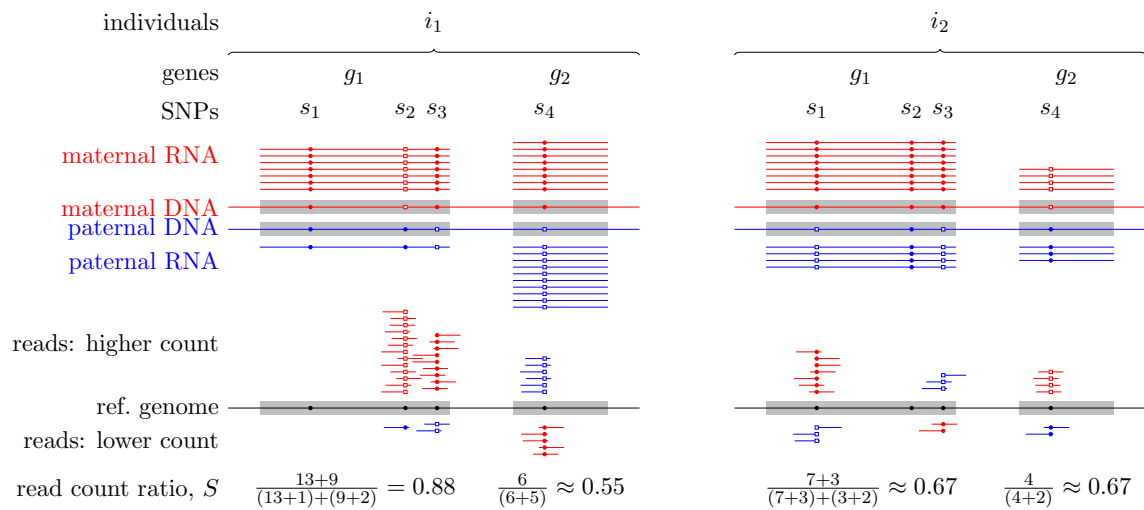 individuals i₁ i₂
genes g₁ g₂ g₁ g₂
SNPs s₁ s₂ s₃ s₄ s₁ s₂ s₃ s₄
maternal RNA
maternal DNA
paternal DNA
paternal RNA
reads: higher count
ref. genome
reads: lower count
read count ratio, S (13+9)/((13+1)+(9+2)) = 0.88 6/(6+5) ≈ 0.55 (7+3)/((7+3)+(3+2)) ≈ 0.67 4/(4+2) ≈ 0.67